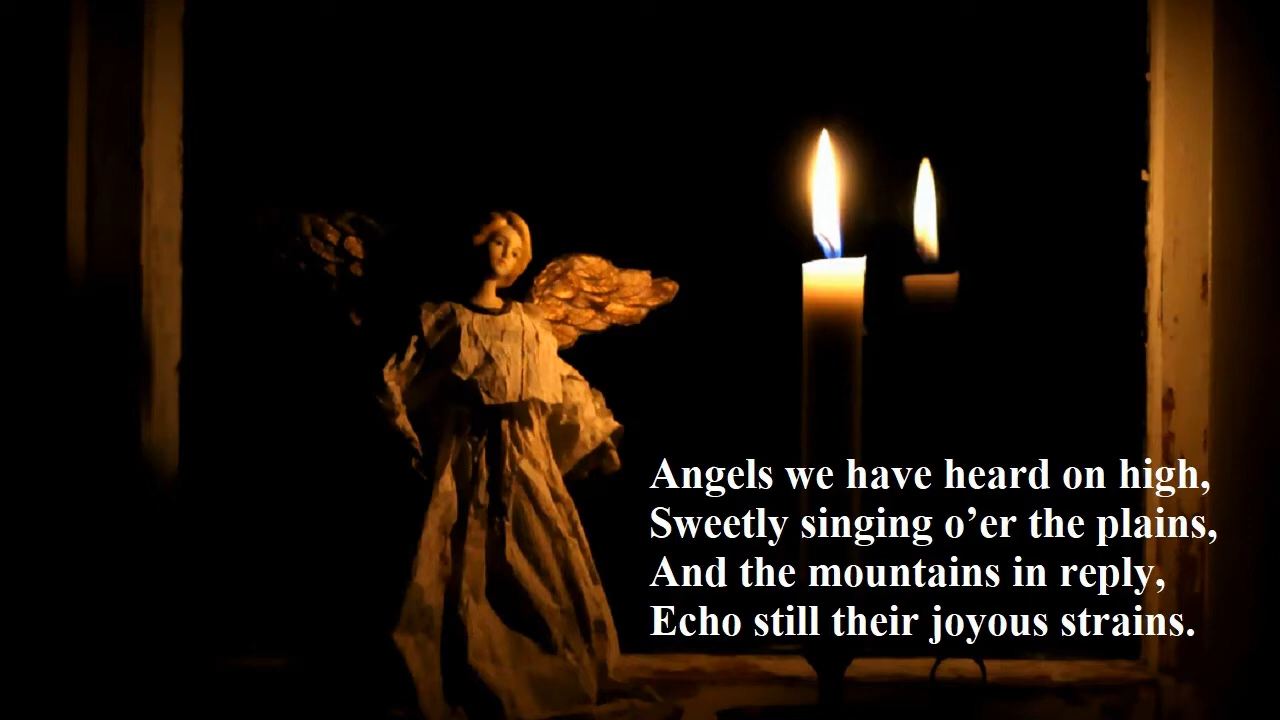 Angels we have heard on high,
Sweetly singing o’er the plains,
And the mountains in reply,
Echo still their joyous strains.